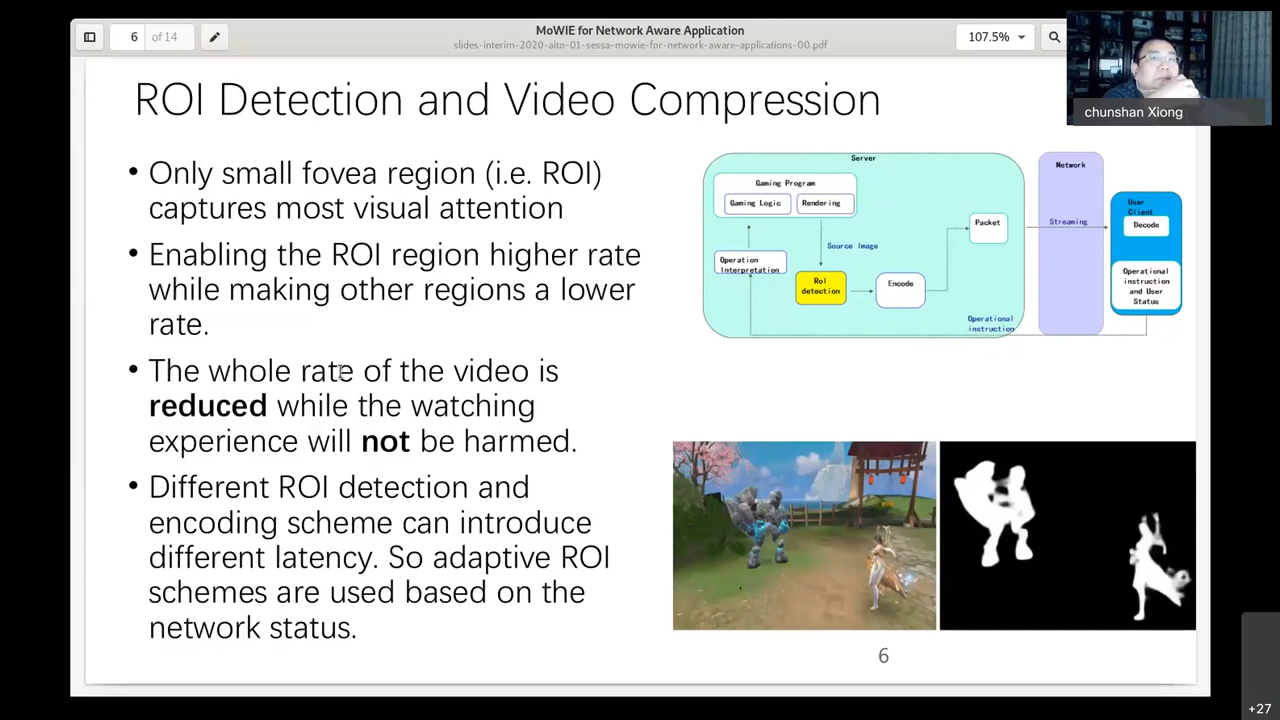 MoWIE for Network Aware Application
6 of 14
slides-interim-2020-alto-01-sessa-mowie-for-network-aware-applications-00.pdf
107.5%
chunshan Xiong
ROI Detection and Video Compression
• Only small fovea region (i.e. ROI)
captures most visual attention
• Enabling the ROI region higher rate
while making other regions a lower
rate.
• The whole rate of the video is
reduced while the watching
experience will not be harmed.
• Different ROI detection and
encoding scheme can introduce
different latency. So adaptive ROI
schemes are used based on the
network status.
Server
Gaming Program
Gaming Logic
Rendering
Source Image
Operation
Interpretation
RoI
detection
Encode
Packet
Operational
instruction
Network
Streaming
User
Client
Decode
Operational
instruction
and User
Status
6
+27